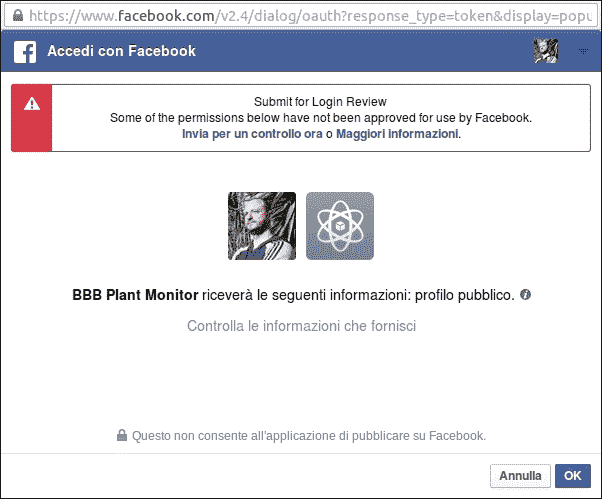 https://www.facebook.com/v2.4/dialog/oauth?response_type=token&display=popu
f Accedi con Facebook
Submit for Login Review
Some of the permissions below have not been approved for use by Facebook.
Invia per un controllo ora o Maggiori informazioni.
BBB Plant Monitor riceverà le seguenti informazioni: profilo pubblico.
Controlla le informazioni che fornisci
Questo non consente all'applicazione di pubblicare su Facebook.
Annulla OK